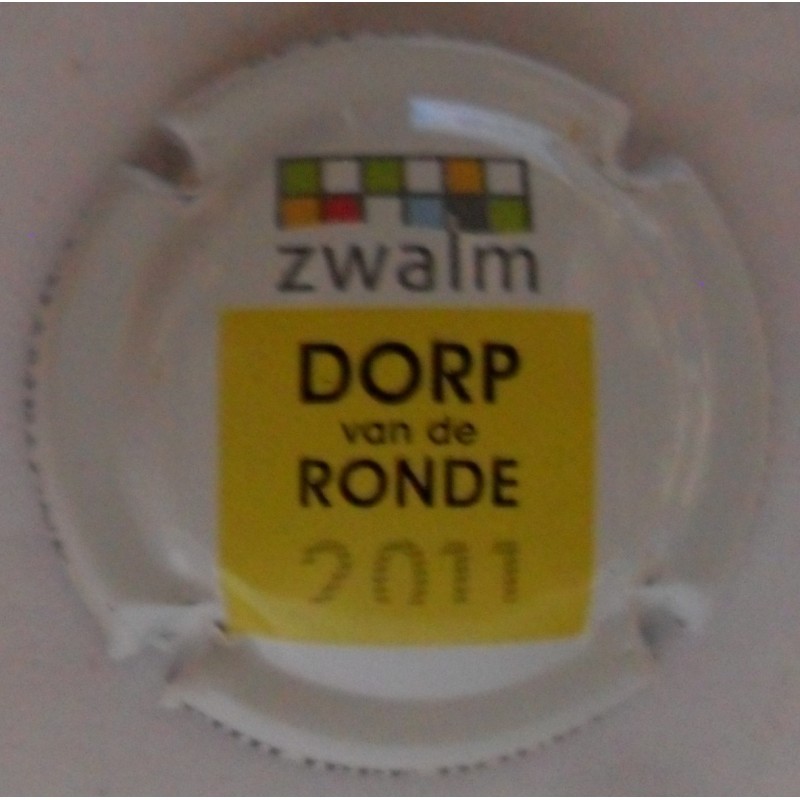 zwalm
DORP
van de
RONDE
2011